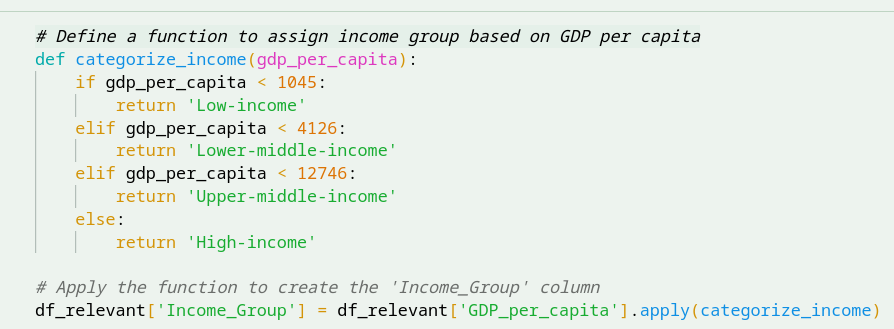 # Define a function to assign income group based on GDP per capita
def categorize_income(gdp_per_capita):
    if gdp_per_capita < 1045:
        return 'Low-income'
    elif gdp_per_capita < 4126:
        return 'Lower-middle-income'
    elif gdp_per_capita < 12746:
        return 'Upper-middle-income'
    else:
        return 'High-income'

# Apply the function to create the 'Income_Group' column
df_relevant['Income_Group'] = df_relevant['GDP_per_capita'].apply(categorize_income)